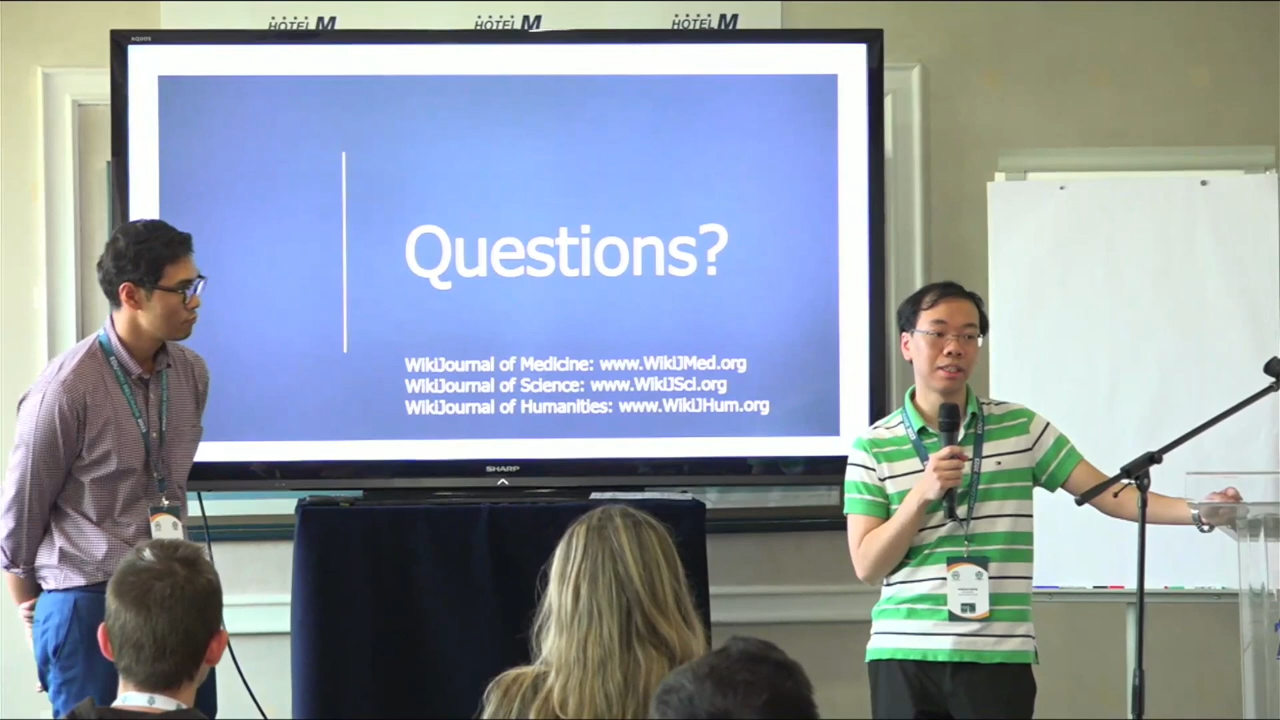 HOTEL M HOTEL M HOTEL M
AQUOS
Questions?
WikiJournal of Medicine: www.WikiJMed.org
WikiJournal of Science: www.WikiJSci.org
WikiJournal of Humanities: www.WikiJHum.org
SHARP